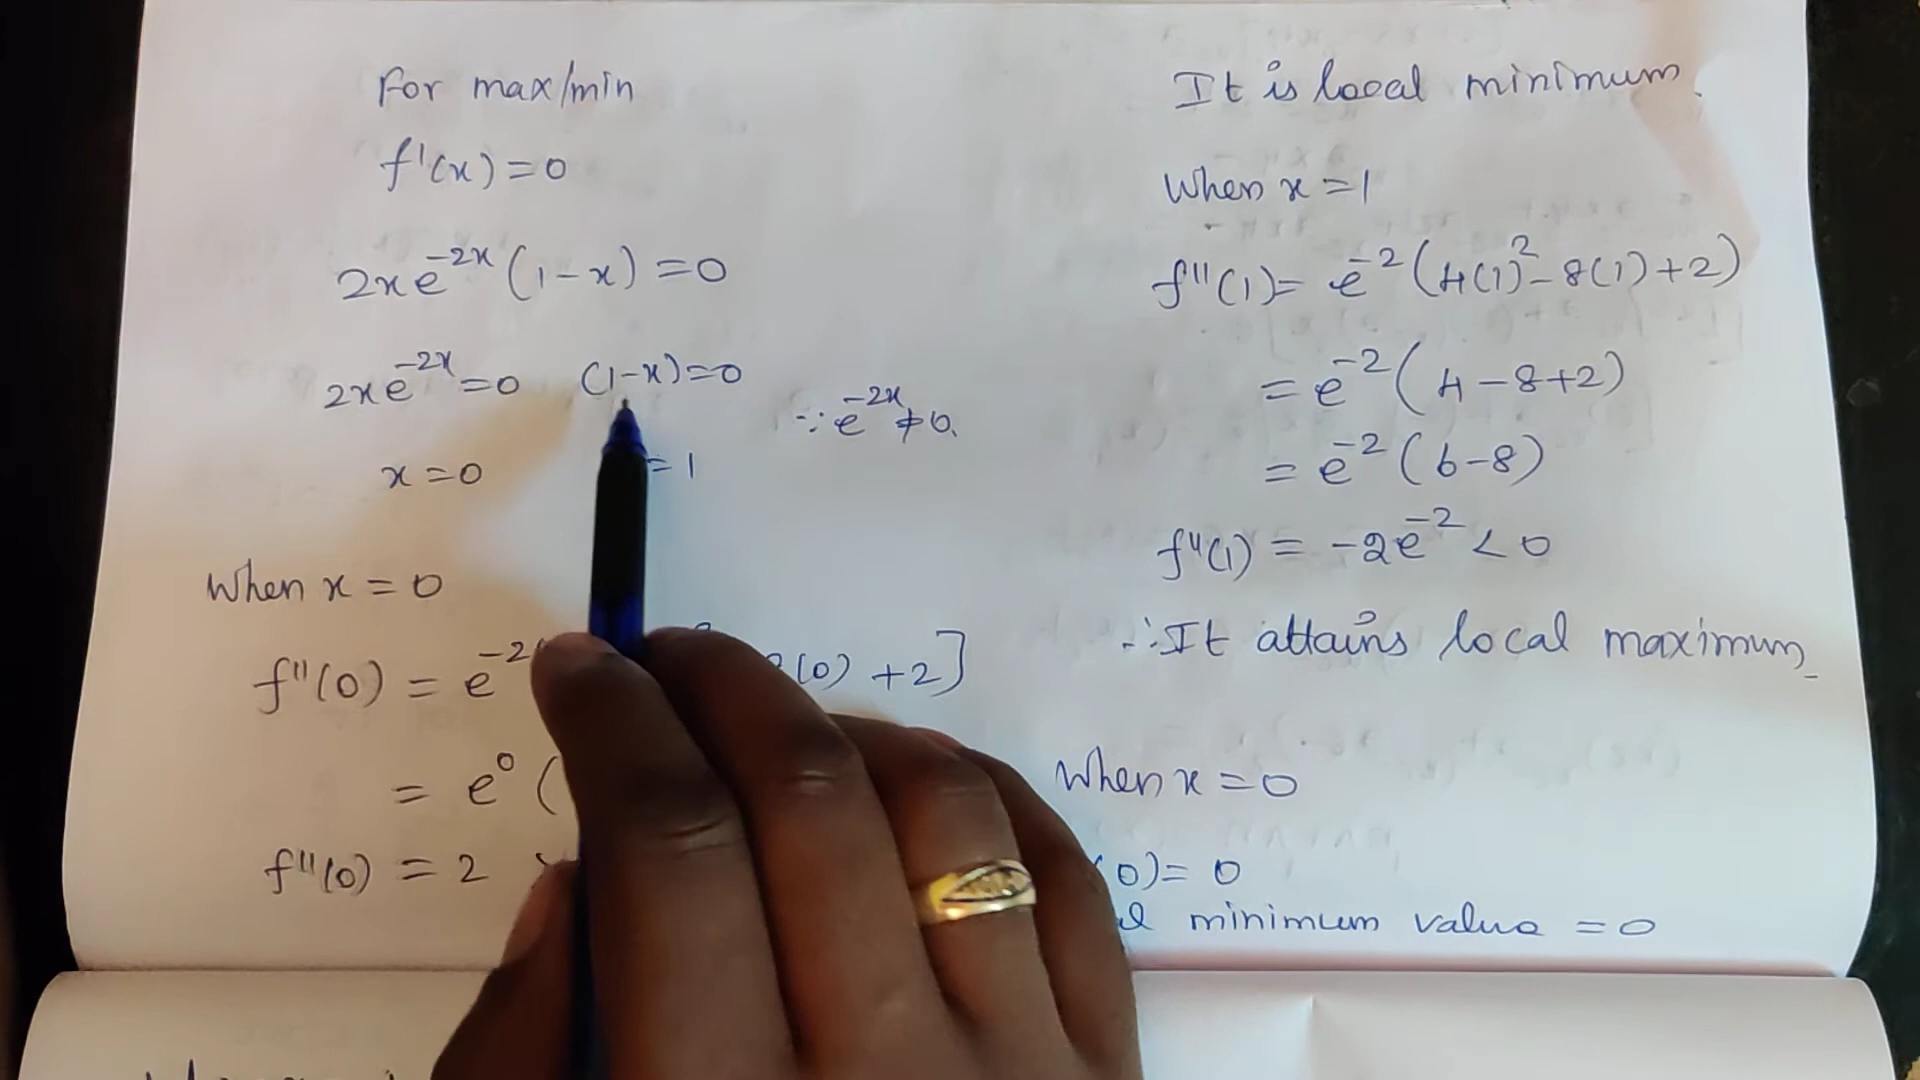 For max/min
f'(x) = 0
2xe^{-2x} (1-x) = 0
2xe^{-2x} = 0 (1-x) = 0
∵ e^{-2x} ≠ 0.
x = 0 = 1
When x = 0
f''(0) = e^{-2( (0) + 2]
= e^0 (
f''(0) = 2
It is local minimum.
When x = 1
f''(1) = e^{-2} (4(1)^2 - 8(1) + 2)
= e^{-2} (4 - 8 + 2)
= e^{-2} (6 - 8)
f''(1) = -2e^{-2} < 0
∴ It attains local maximum
When x = 0
(0) = 0
minimum value = 0